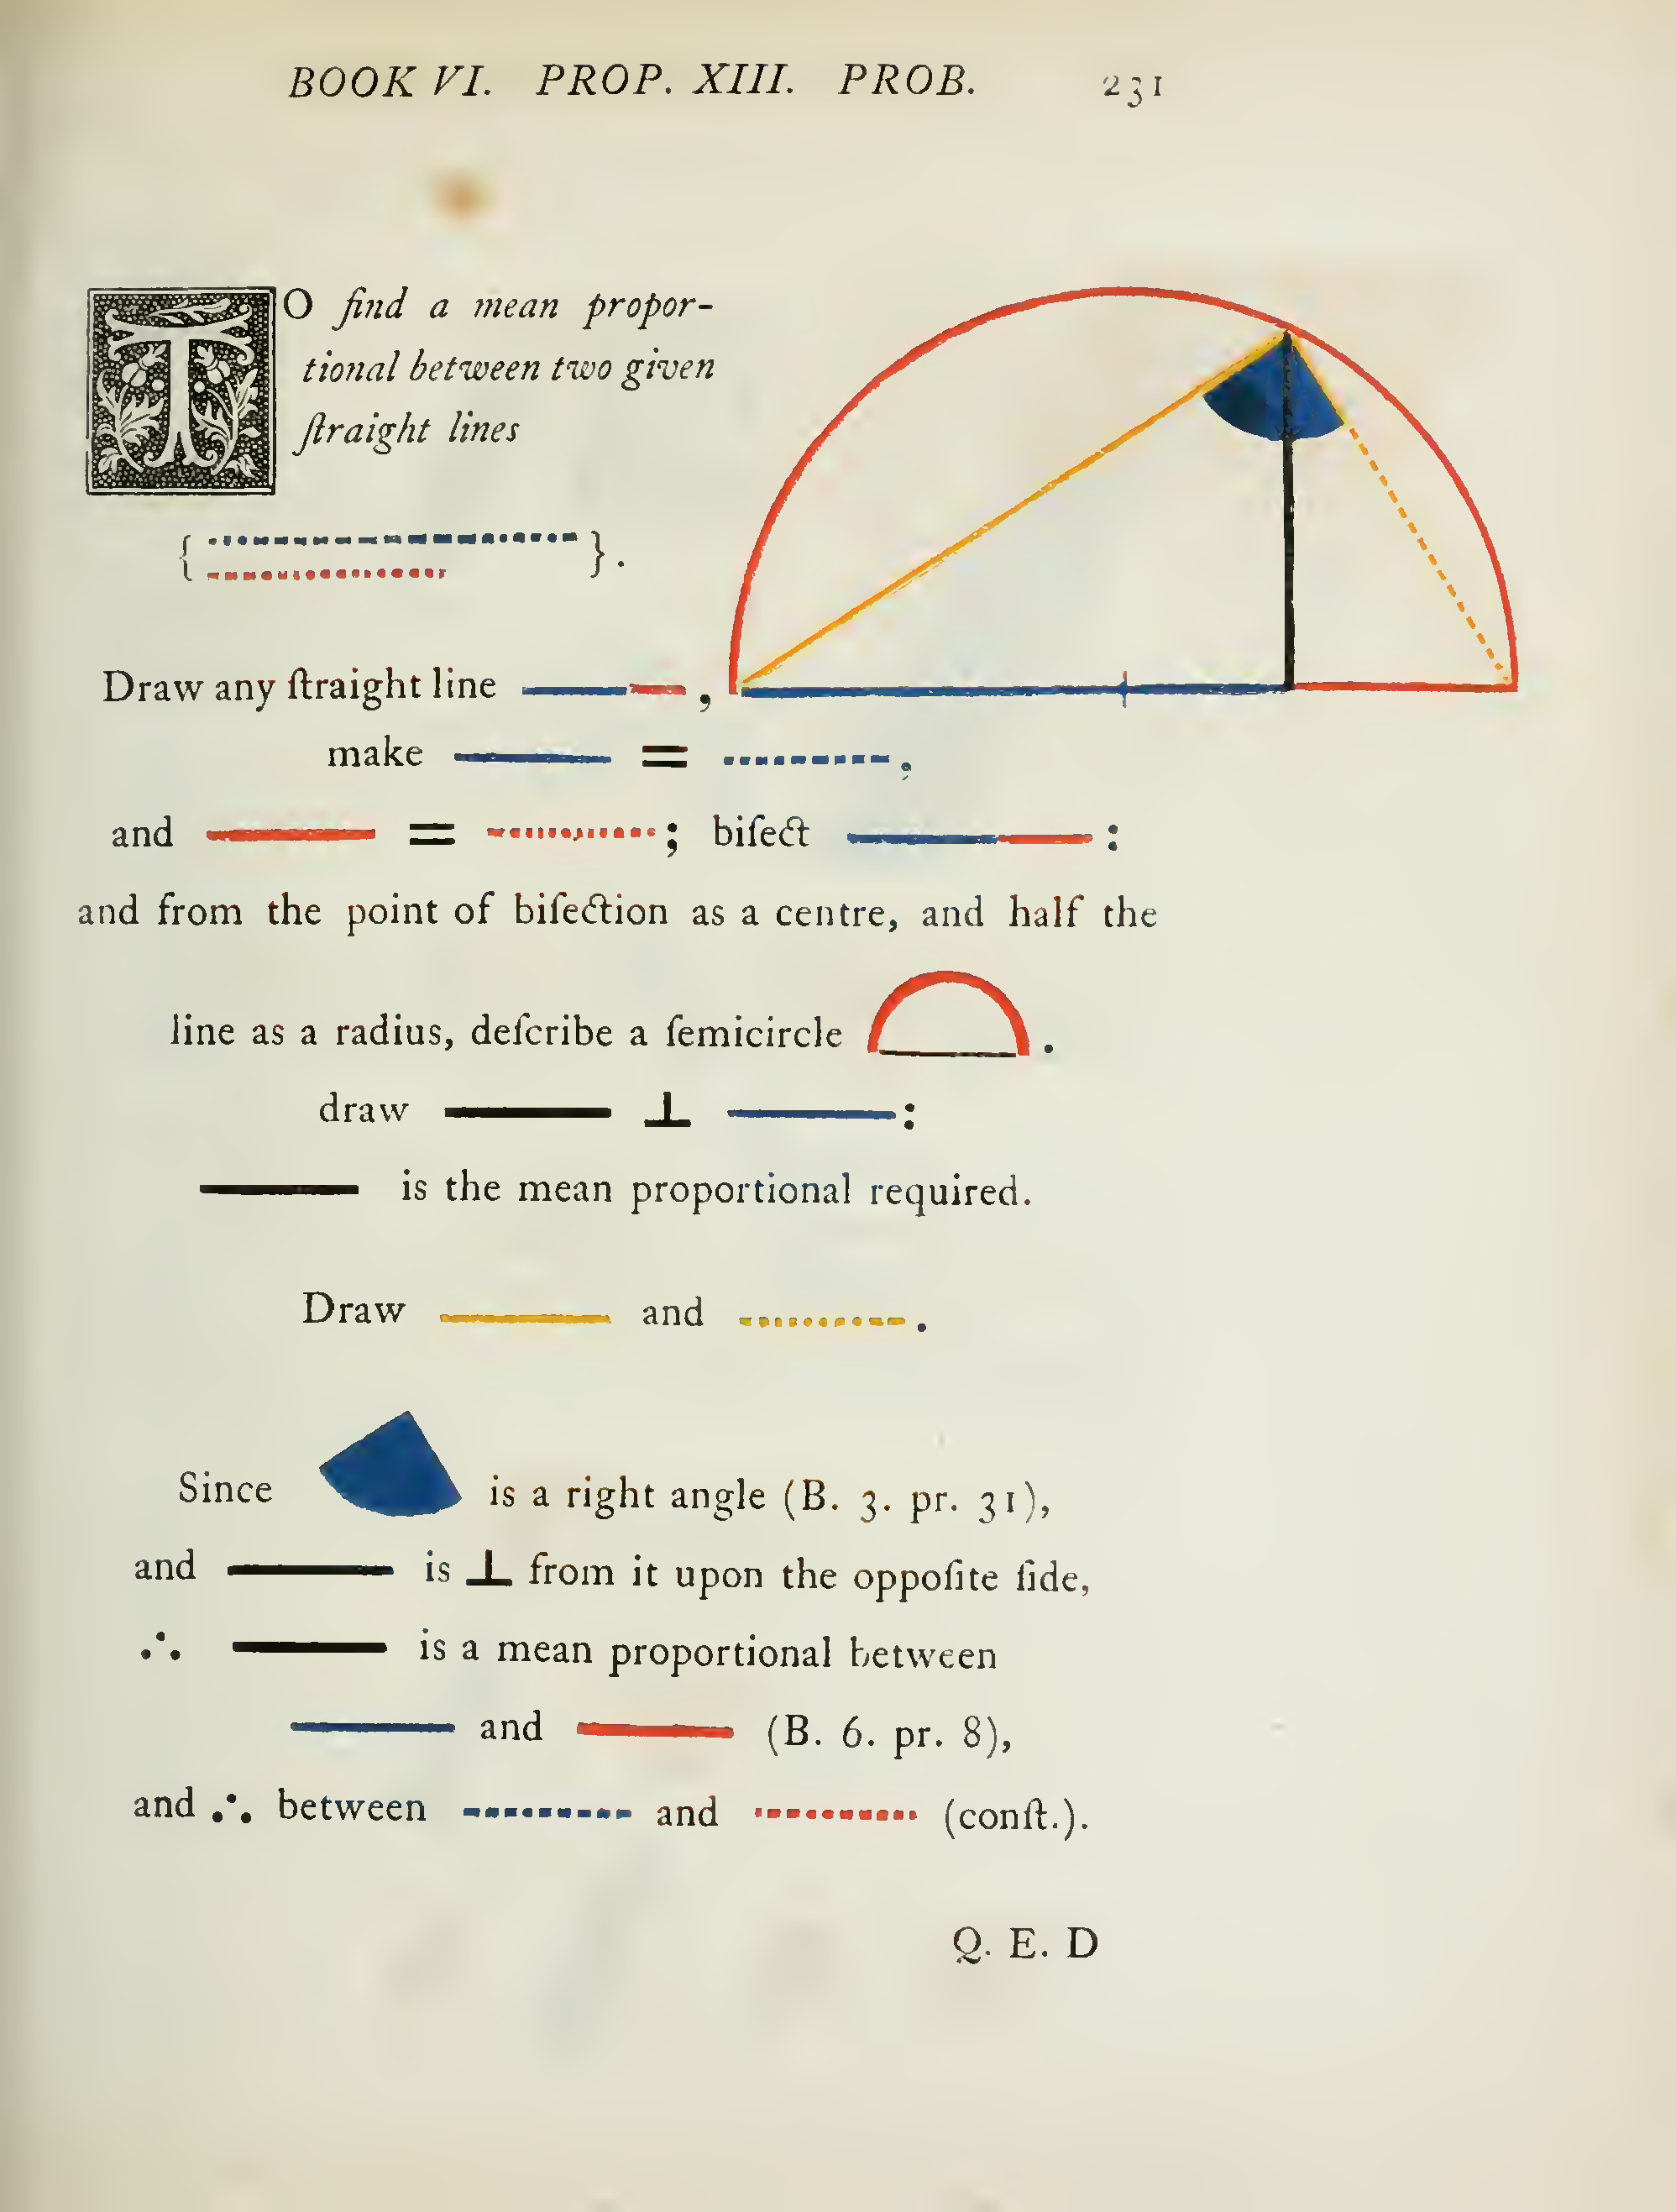 BOOK VI. PROP. XIII. PROB. 231
TO find a mean propor-
tional between two given
ſtraight lines
{ }.
Draw any ſtraight line ,
make = ,
and = ; biſect :
and from the point of biſection as a centre, and half the
line as a radius, deſcribe a ſemicircle .
draw ⊥ :
is the mean proportional required.
Draw and .
Since is a right angle (B. 3. pr. 31),
and is ⊥ from it upon the oppoſite ſide,
∴ is a mean proportional between
and (B. 6. pr. 8),
and ∴ between and (conſt.).
Q. E. D